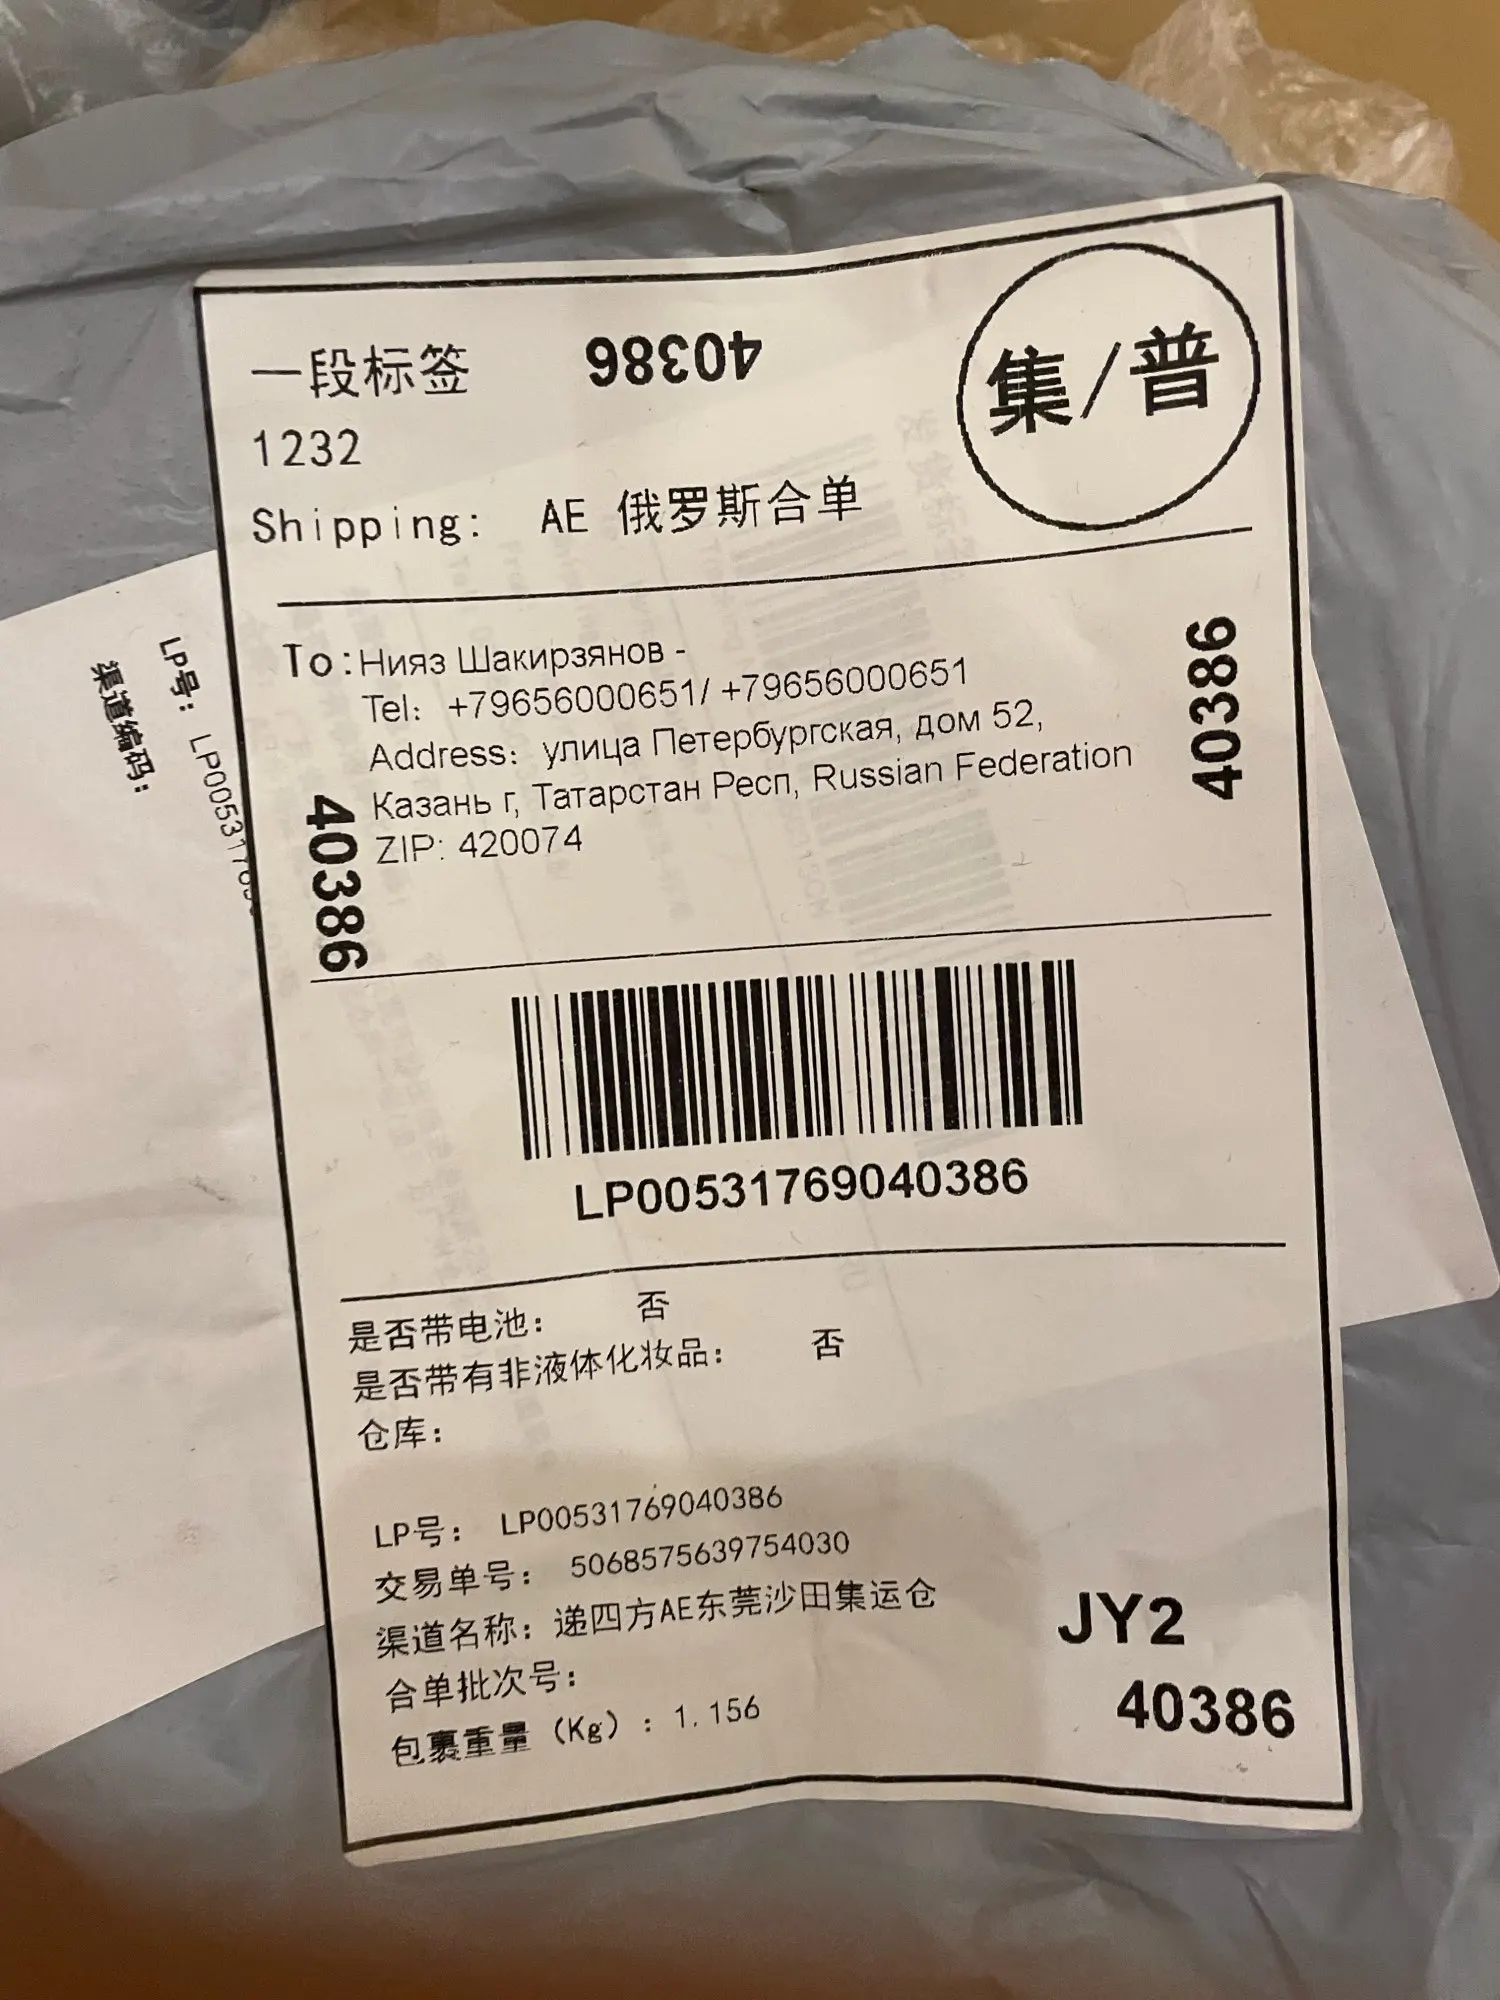 一段标签
40386
集/普
1232
Shipping: AE 俄罗斯合单
To:Нияз Шакирзянов -
Tel: +79656000651/ +79656000651
Address: улица Петербургская, дом 52,
Казань г, Татарстан Респ, Russian Federation
ZIP: 420074
40386
40386
LP00531769040386
是否带电池: 否
是否带有非液体化妆品: 否
仓库:
LP号: LP00531769040386
交易单号: 5068575639754030
渠道名称: 递四方AE东莞沙田集运仓
合单批次号:
包裹重量 (Kg) : 1.156
JY2
40386
LP号: LP0053176
渠道编码: